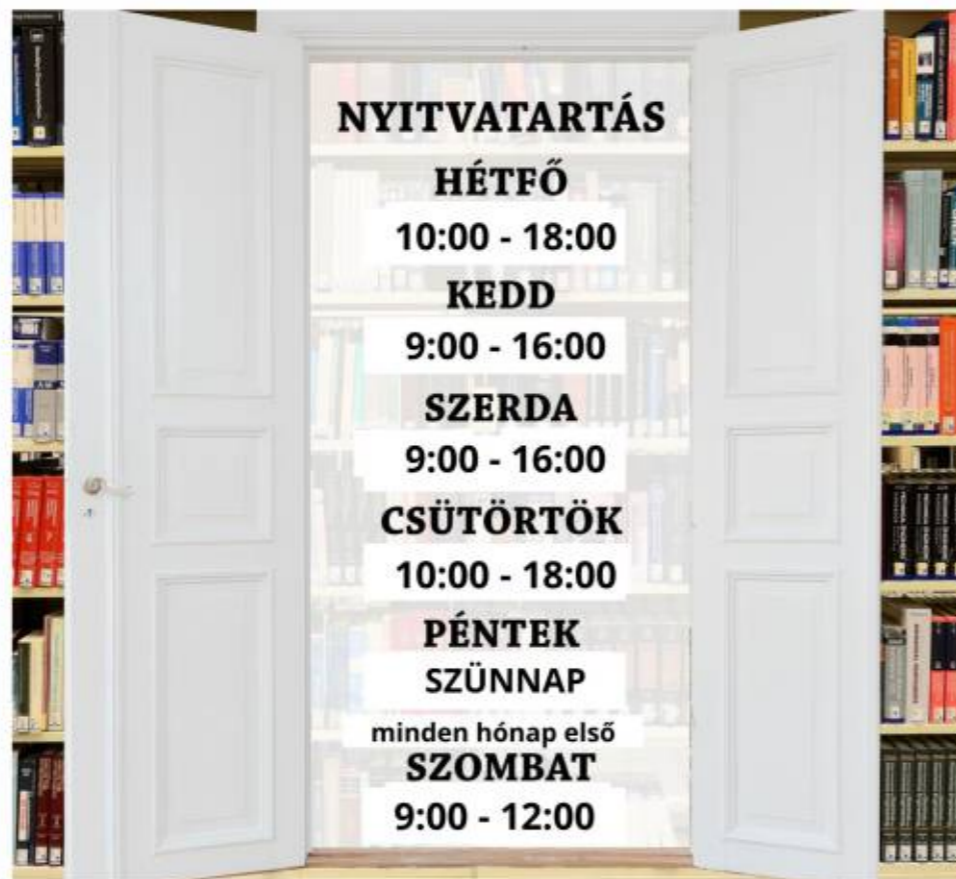 NYITVATARTÁS
HÉTFŐ
10:00 - 18:00
KEDD
9:00 - 16:00
SZERDA
9:00 - 16:00
CSÜTÖRTÖK
10:00 - 18:00
PÉNTEK
SZÜNNAP
minden hónap első
SZOMBAT
9:00 - 12:00